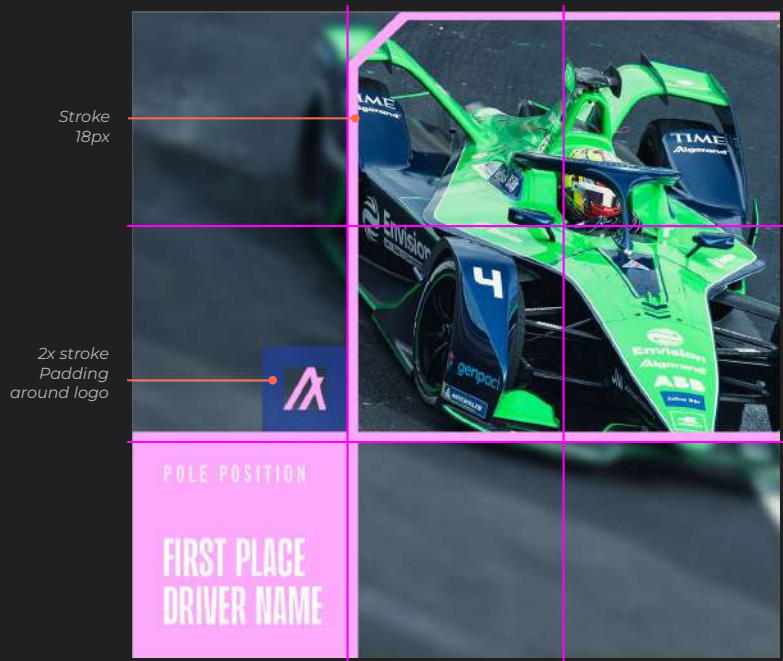 Stroke
18px
IME
TIME
Algorand
Envision
4
genpact
Envision
Algorand
ABB
2x stroke
Padding
around logo
POLE POSITION
FIRST PLACE
DRIVER NAME